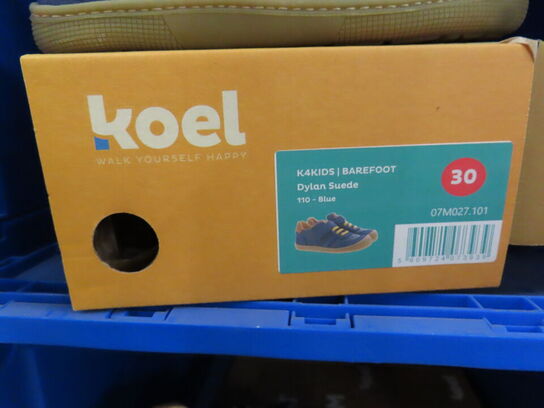 koel
WALK YOURSELF HAPPY
K4KIDS | BAREFOOT
Dylan Suede
110 - Blue
30
07M027.101